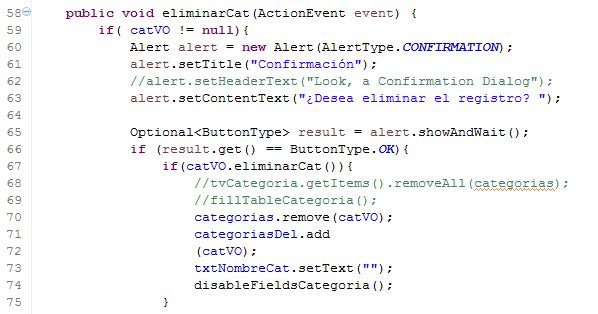 58 public void eliminarCat(ActionEvent event) {
59 if( catVO != null){
60 Alert alert = new Alert(AlertType.CONFIRMATION);
61 alert.setTitle("Confirmación");
62 //alert.setHeaderText("Look, a Confirmation Dialog");
63 alert.setContentText("¿Desea eliminar el registro? ");
64
65 Optional<ButtonType> result = alert.showAndWait();
66 if (result.get() == ButtonType.OK){
67 if(catVO.eliminarCat()){
68 //tvCategoria.getItems().removeAll(categorias);
69 //fillTableCategoria();
70 categorias.remove(catVO);
71 categoriasDel.add
72 (catVO);
73 txtNombreCat.setText("");
74 disableFieldsCategoria();
75 }